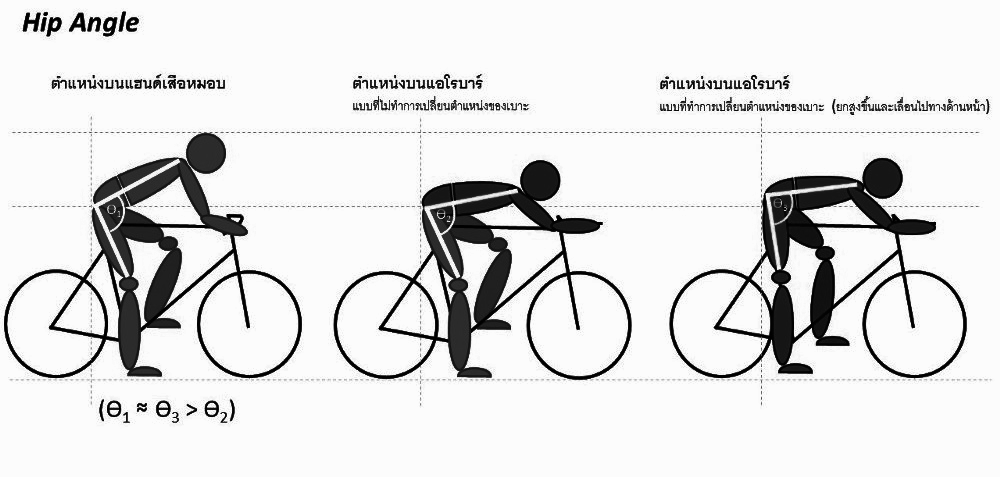 Hip Angle
ตำแหน่งบนแฮนด์เสือหมอบ
ตำแหน่งบนแอโรบาร์
แบบที่ไม่ทำการเปลี่ยนตำแหน่งของเบาะ
ตำแหน่งบนแอโรบาร์
แบบที่ทำการเปลี่ยนตำแหน่งของเบาะ (ยกสูงขึ้นและเลื่อนไปทางด้านหน้า)
Θ₁
Θ₂
Θ₃
(Θ₁ ≈ Θ₃ > Θ₂)